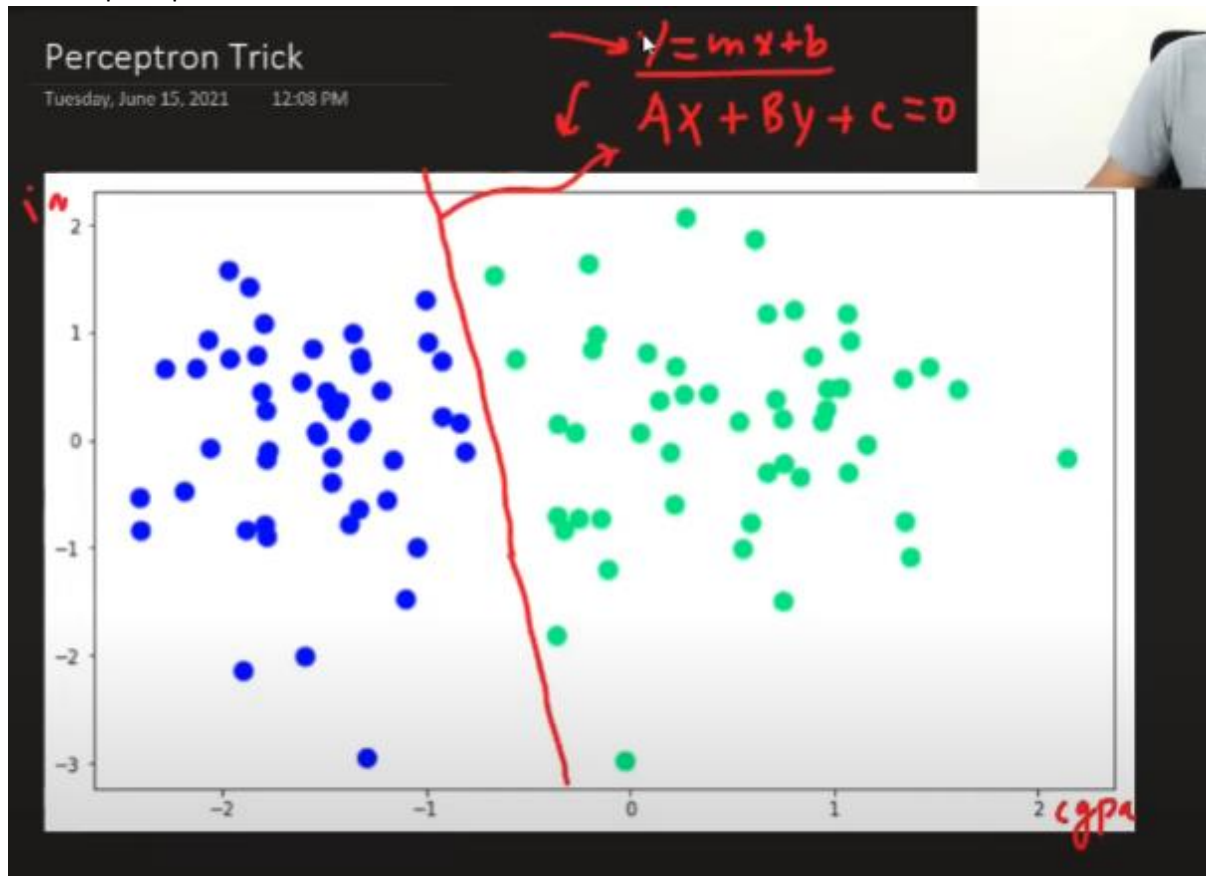 Perceptron Trick
Tuesday, June 15, 2021 12:08 PM
y = mx + b
Ax + By + c = 0
2
1
0
-1
-2
-3
-2 -1 0 1 2
cgpa